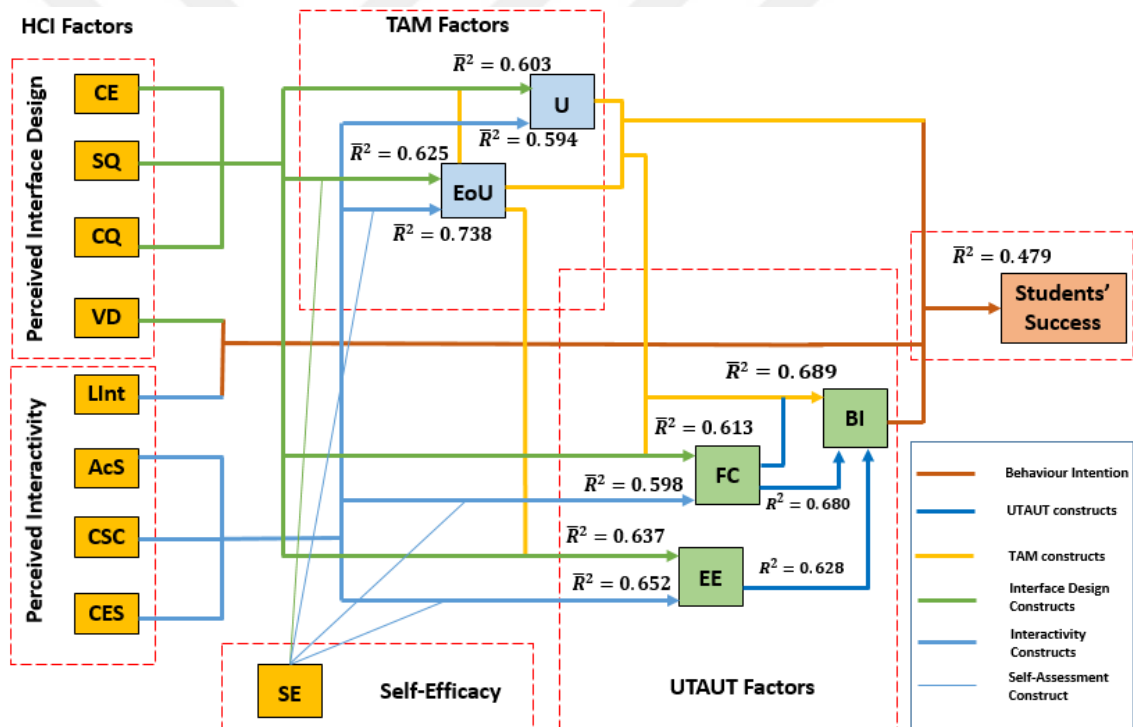 HCI Factors
TAM Factors
Perceived Interface Design
CE
SQ
CQ
VD
Perceived Interactivity
LInt
AcS
CSC
CES
R̅² = 0.603
U
R̅² = 0.594
R̅² = 0.625
EoU
R̅² = 0.738
R̅² = 0.479
Students'
Success
R̅² = 0.689
BI
R̅² = 0.613
FC
R̅² = 0.598
R² = 0.680
R̅² = 0.637
EE
R² = 0.628
R̅² = 0.652
SE
Self-Efficacy
UTAUT Factors
Behaviour Intention
UTAUT constructs
TAM constructs
Interface Design
Constructs
Interactivity
Constructs
Self-Assessment
Construct